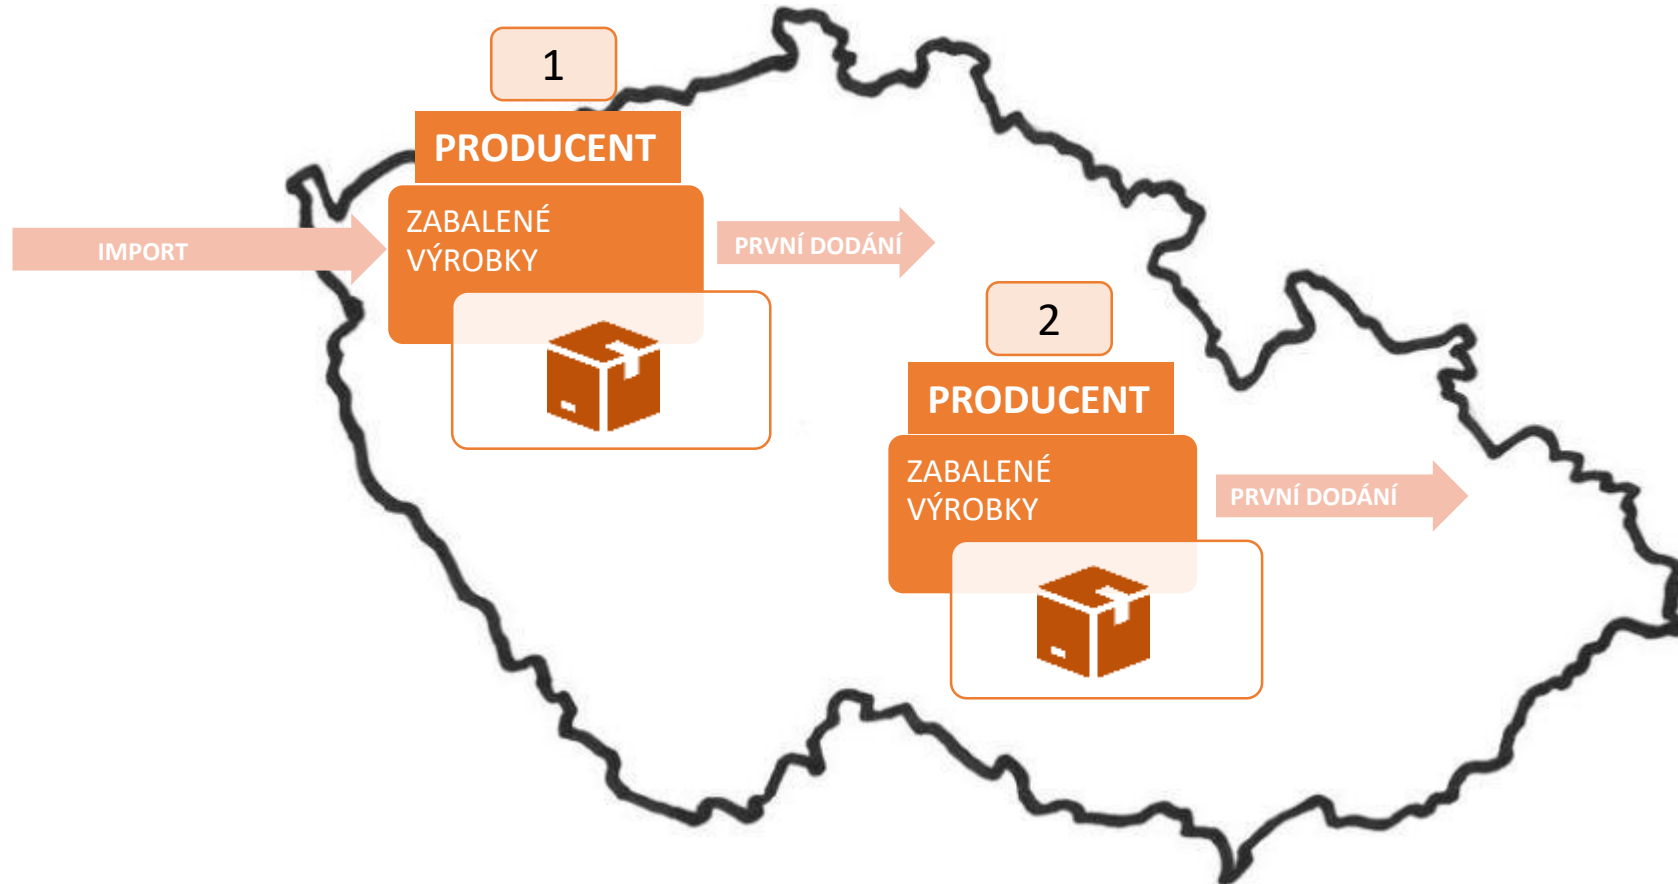 1
PRODUCENT
ZABALENÉ
VÝROBKY
IMPORT
PRVNÍ DODÁNÍ
2
PRODUCENT
ZABALENÉ
VÝROBKY
PRVNÍ DODÁNÍ